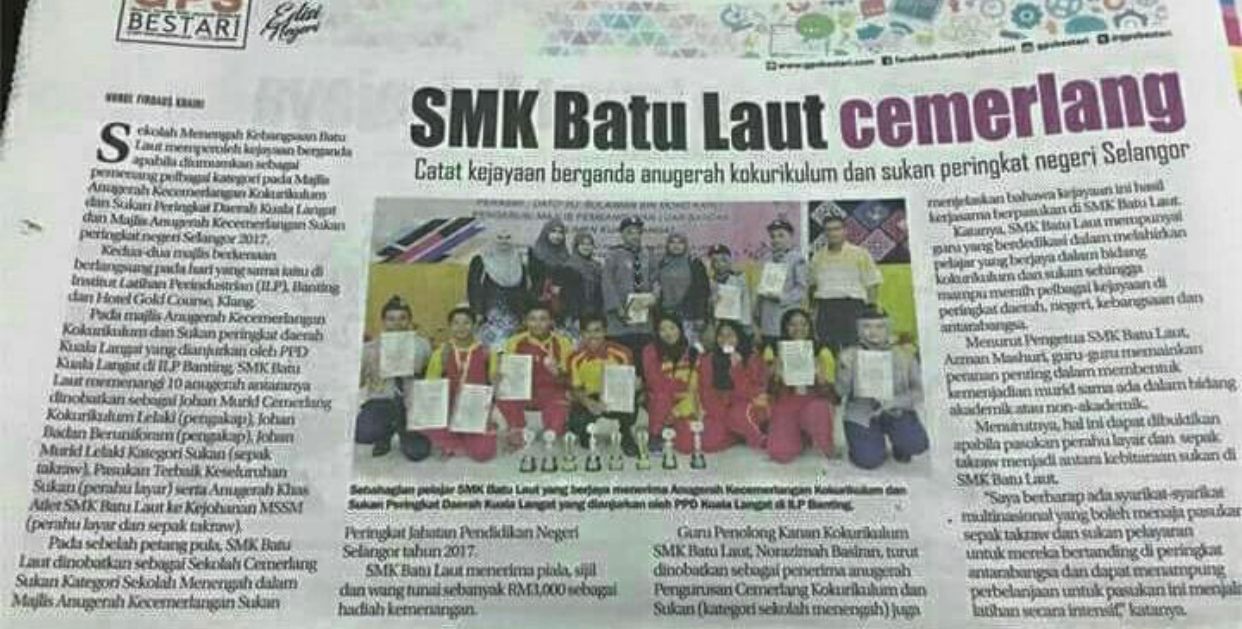 GPS
BESTARI
Edisi
Negeri
www.gpsbestari.com facebook.com/gpsbestari gpsbestari @gpsbestari
NURUL FIRDAUS KHAIRI
SMK Batu Laut cemerlang
Catat kejayaan berganda anugerah kokurikulum dan sukan peringkat negeri Selangor
Sekolah Menengah Kebangsaan Batu
Laut memperoleh kejayaan berganda
apabila diumumkan sebagai
pemenang pelbagai kategori pada Majlis
Anugerah Kecemerlangan Kokurikulum
dan Sukan Peringkat Daerah Kuala Langat
dan Majlis Anugerah Kecemerlangan Sukan
peringkat negeri Selangor 2017.
Kedua-dua majlis berkenaan
berlangsung pada hari yang sama iaitu di
Institut Latihan Perindustrian (ILP), Banting
dan Hotel Gold Course, Klang.
Pada majlis Anugerah Kecemerlangan
Kokurikulum dan Sukan peringkat daerah
Kuala Langat yang dianjurkan oleh PPD
Kuala Langat di ILP Banting, SMK Batu
Laut memenangi 10 anugerah antaranya
dinobatkan sebagai Johan Murid Cemerlang
Kokurikulum Lelaki (pengakap), Johan
Badan Beruniform (pengakap), Johan
Murid Lelaki Kategori Sukan (sepak
takraw), Pasukan Terbaik Keseluruhan
Sukan (perahu layar) serta Anugerah Khas
Atlet SMK Batu Laut ke Kejohanan MSSM
(perahu layar dan sepak takraw).
Pada sebelah petang pula, SMK Batu
Laut dinobatkan sebagai Sekolah Cemerlang
Sukan Kategori Sekolah Menengah dalam
Majlis Anugerah Kecemerlangan Sukan
Sebahagian pelajar SMK Batu Laut yang berjaya menerima Anugerah Kecemerlangan Kokurikulum dan
Sukan Peringkat Daerah Kuala Langat yang dianjurkan oleh PPD Kuala Langat di ILP Banting.
Peringkat Jabatan Pendidikan Negeri
Selangor tahun 2017.
SMK Batu Laut menerima piala, sijil
dan wang tunai sebanyak RM3,000 sebagai
hadiah kemenangan.
Guru Penolong Kanan Kokurikulum
SMK Batu Laut, Norazimah Basiran, turut
dinobatkan sebagai penerima anugerah
Pengurusan Cemerlang Kokurikulum dan
Sukan (kategori sekolah menengah) juga
menjelaskan bahawa kejayaan ini hasil
kerjasama berpasukan di SMK Batu Laut.
Katanya, SMK Batu Laut mempunyai
guru yang berdedikasi dalam melahirkan
pelajar yang berjaya dalam bidang
kokurikulum dan sukan sehingga
mampu meraih pelbagai kejayaan di
peringkat daerah, negeri, kebangsaan dan
antarabangsa.
Menurut Pengetua SMK Batu Laut,
Azman Mashuri, guru-guru memainkan
peranan penting dalam membentuk
kemenjadian murid sama ada dalam bidang
akademik atau non-akademik.
Menurutnya, hal ini dapat dibuktikan
apabila pasukan perahu layar dan sepak
takraw menjadi antara kebitaraan sukan di
SMK Batu Laut.
"Saya berharap ada syarikat-syarikat
multinasional yang boleh menaja pasukan
sepak takraw dan sukan pelayaran
untuk mereka bertanding di peringkat
antarabangsa dan dapat menampung
perbelanjaan untuk pasukan ini menjalani
latihan secara intensif," katanya.